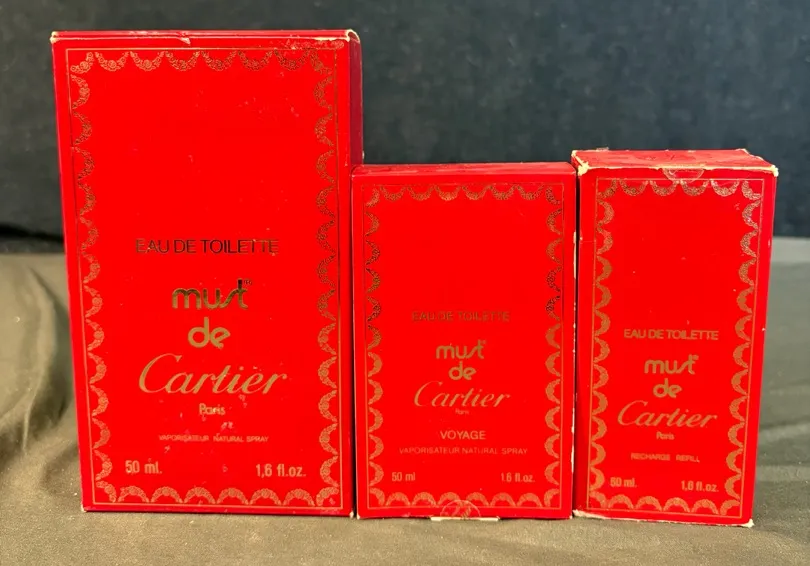 EAU DE TOILETTE
must
de
Cartier
Paris
VAPORISATEUR NATURAL SPRAY
50 ml. 1,6 fl.oz.
EAU DE TOILETTE
must
de
Cartier
Paris
VOYAGE
VAPORISATEUR NATURAL SPRAY
50 ml 1.6 fl.oz.
EAU DE TOILETTE
must
de
Cartier
Paris
RECHARGE REFILL
50 ml. 1,6 fl.oz.